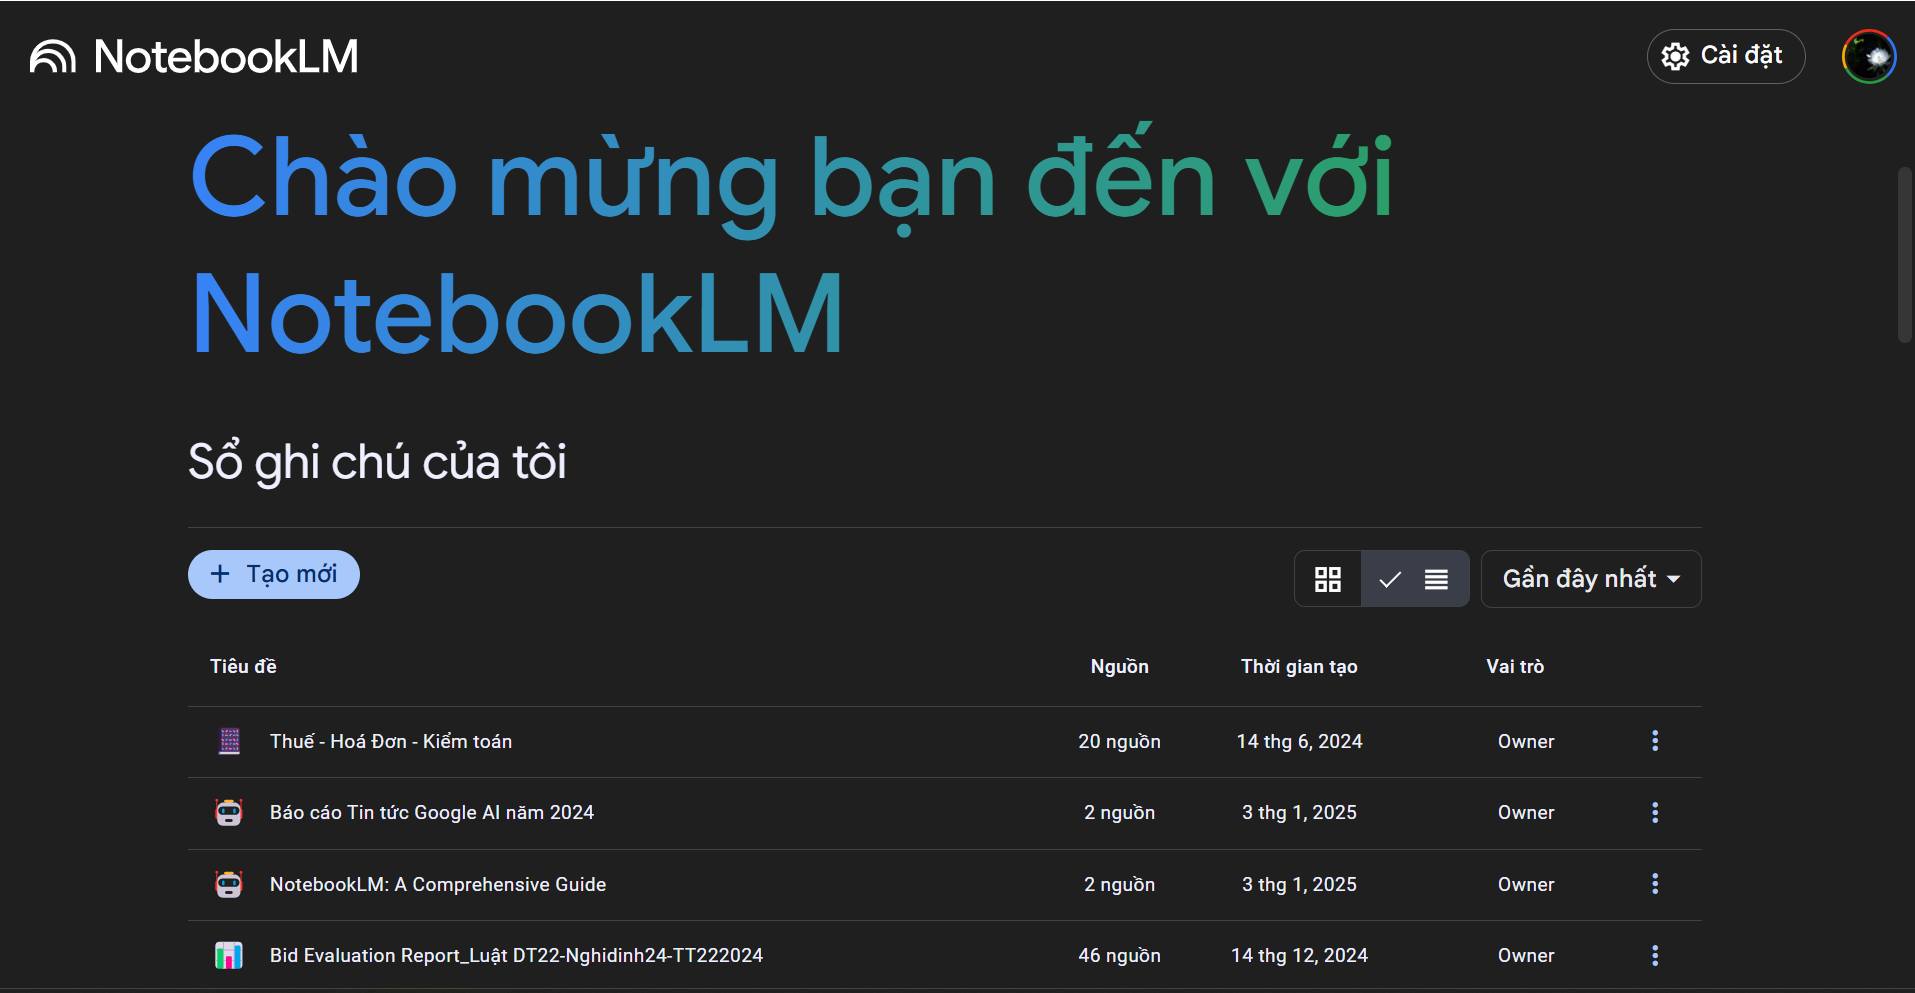 NotebookLM
Cài đặt
Chào mừng bạn đến với
NotebookLM
Sổ ghi chú của tôi
+ Tạo mới
Gần đây nhất
Tiêu đề Nguồn Thời gian tạo Vai trò
Thuế - Hoá Đơn - Kiểm toán 20 nguồn 14 thg 6, 2024 Owner
Báo cáo Tin tức Google AI năm 2024 2 nguồn 3 thg 1, 2025 Owner
NotebookLM: A Comprehensive Guide 2 nguồn 3 thg 1, 2025 Owner
Bid Evaluation Report_Luật DT22-Nghidinh24-TT222024 46 nguồn 14 thg 12, 2024 Owner